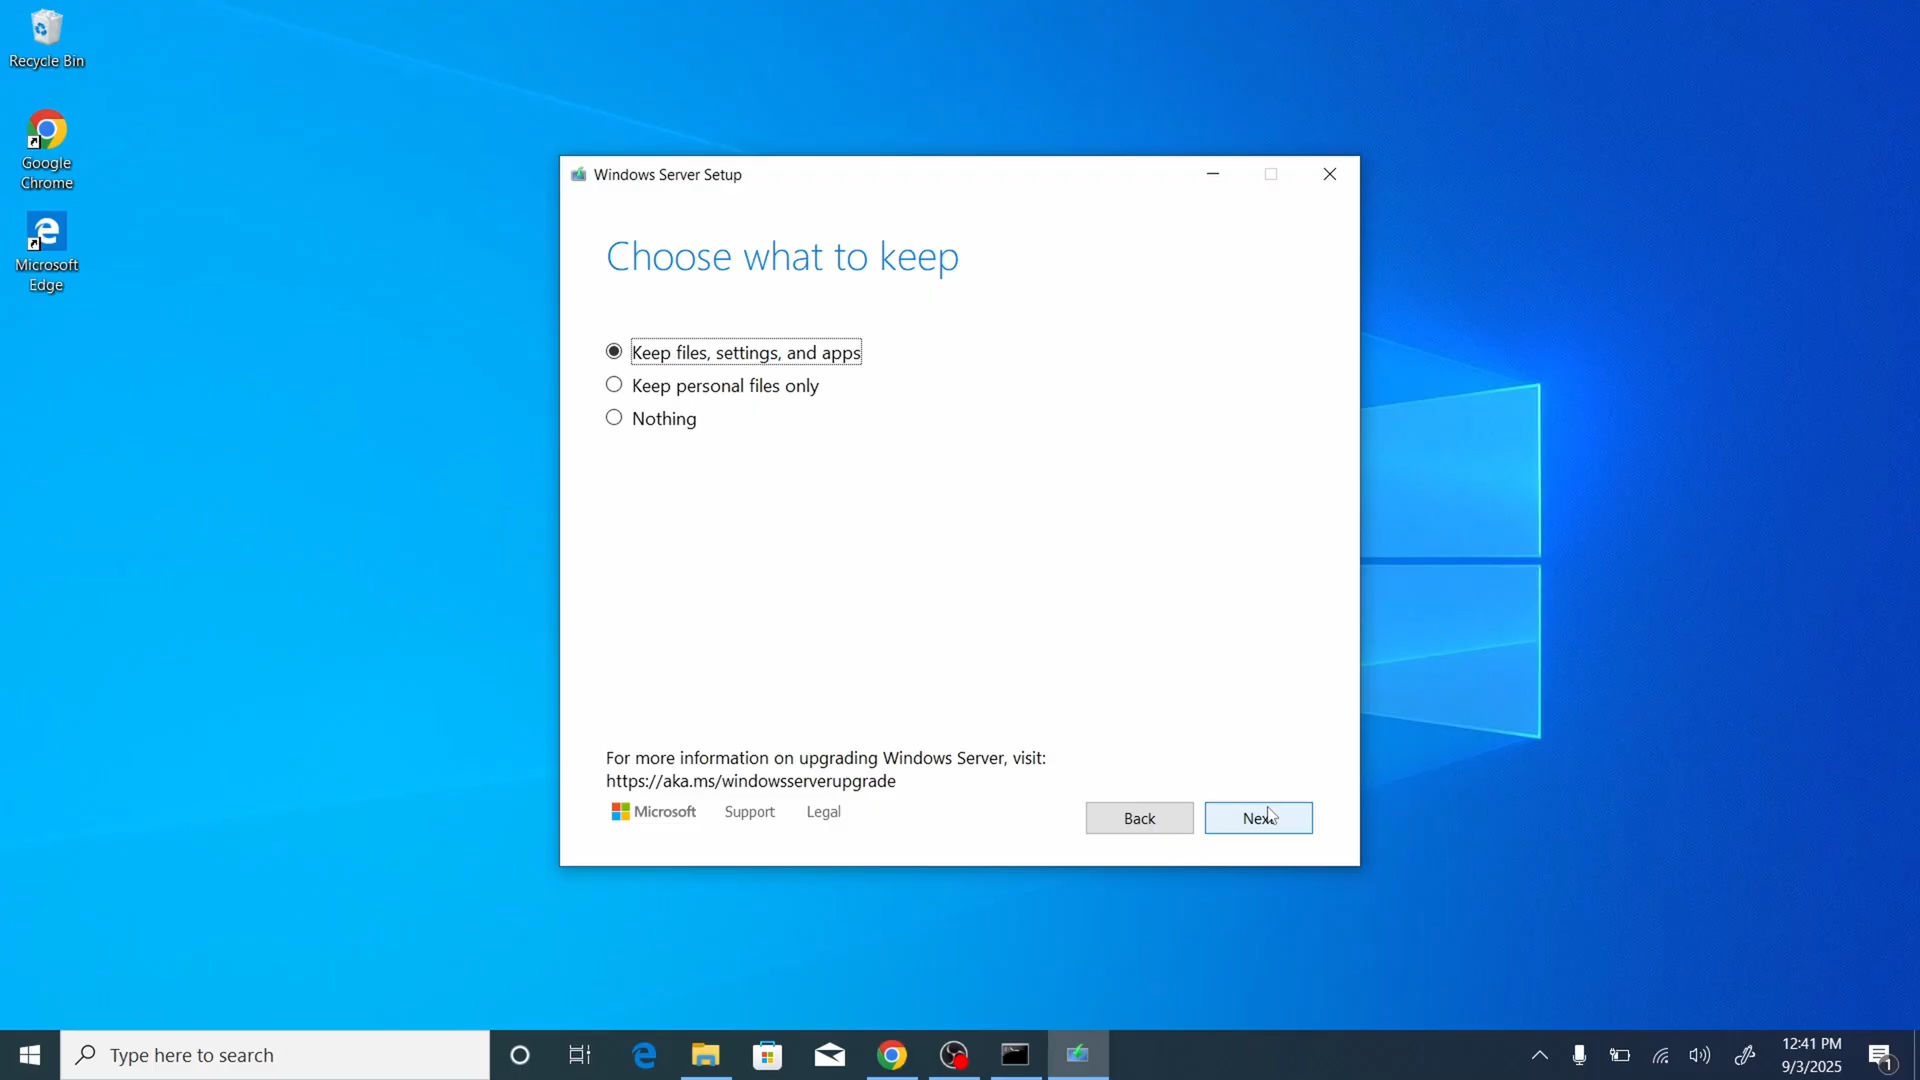 Recycle Bin
Google
Chrome
Microsoft
Edge
Windows Server Setup
Choose what to keep
Keep files, settings, and apps
Keep personal files only
Nothing
For more information on upgrading Windows Server, visit:
https://aka.ms/windowsserverupgrade
Microsoft Support Legal
Back Next
Type here to search
12:41 PM
9/3/2025
1